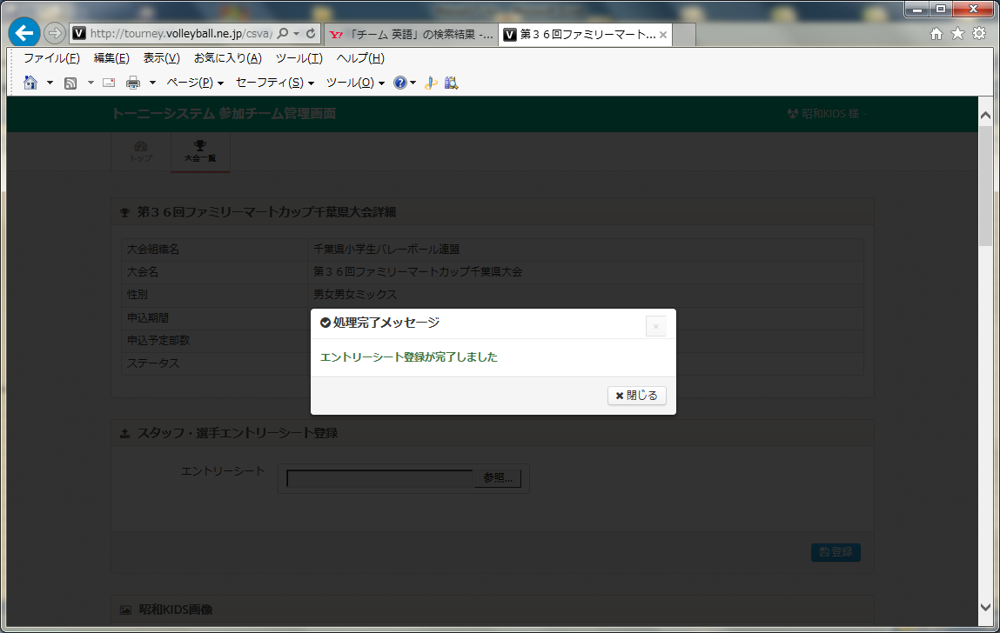 http://tourney.volleyball.ne.jp/csva/
「チーム 英語」の検索結果 -...
第３６回ファミリーマート...
ファイル(F) 編集(E) 表示(V) お気に入り(A) ツール(T) ヘルプ(H)
ページ(P) セーフティ(S) ツール(O)
トーニーシステム 参加チーム管理画面
昭和KIDS 様
トップ
大会一覧
第３６回ファミリーマートカップ千葉県大会詳細
大会組織名 千葉県小学生バレーボール連盟
大会名 第３６回ファミリーマートカップ千葉県大会
性別 男女男女ミックス
申込期間
申込予定部数
ステータス
処理完了メッセージ
×
エントリーシート登録が完了しました
閉じる
スタッフ・選手エントリーシート登録
エントリーシート
参照...
登録
昭和KIDS画像